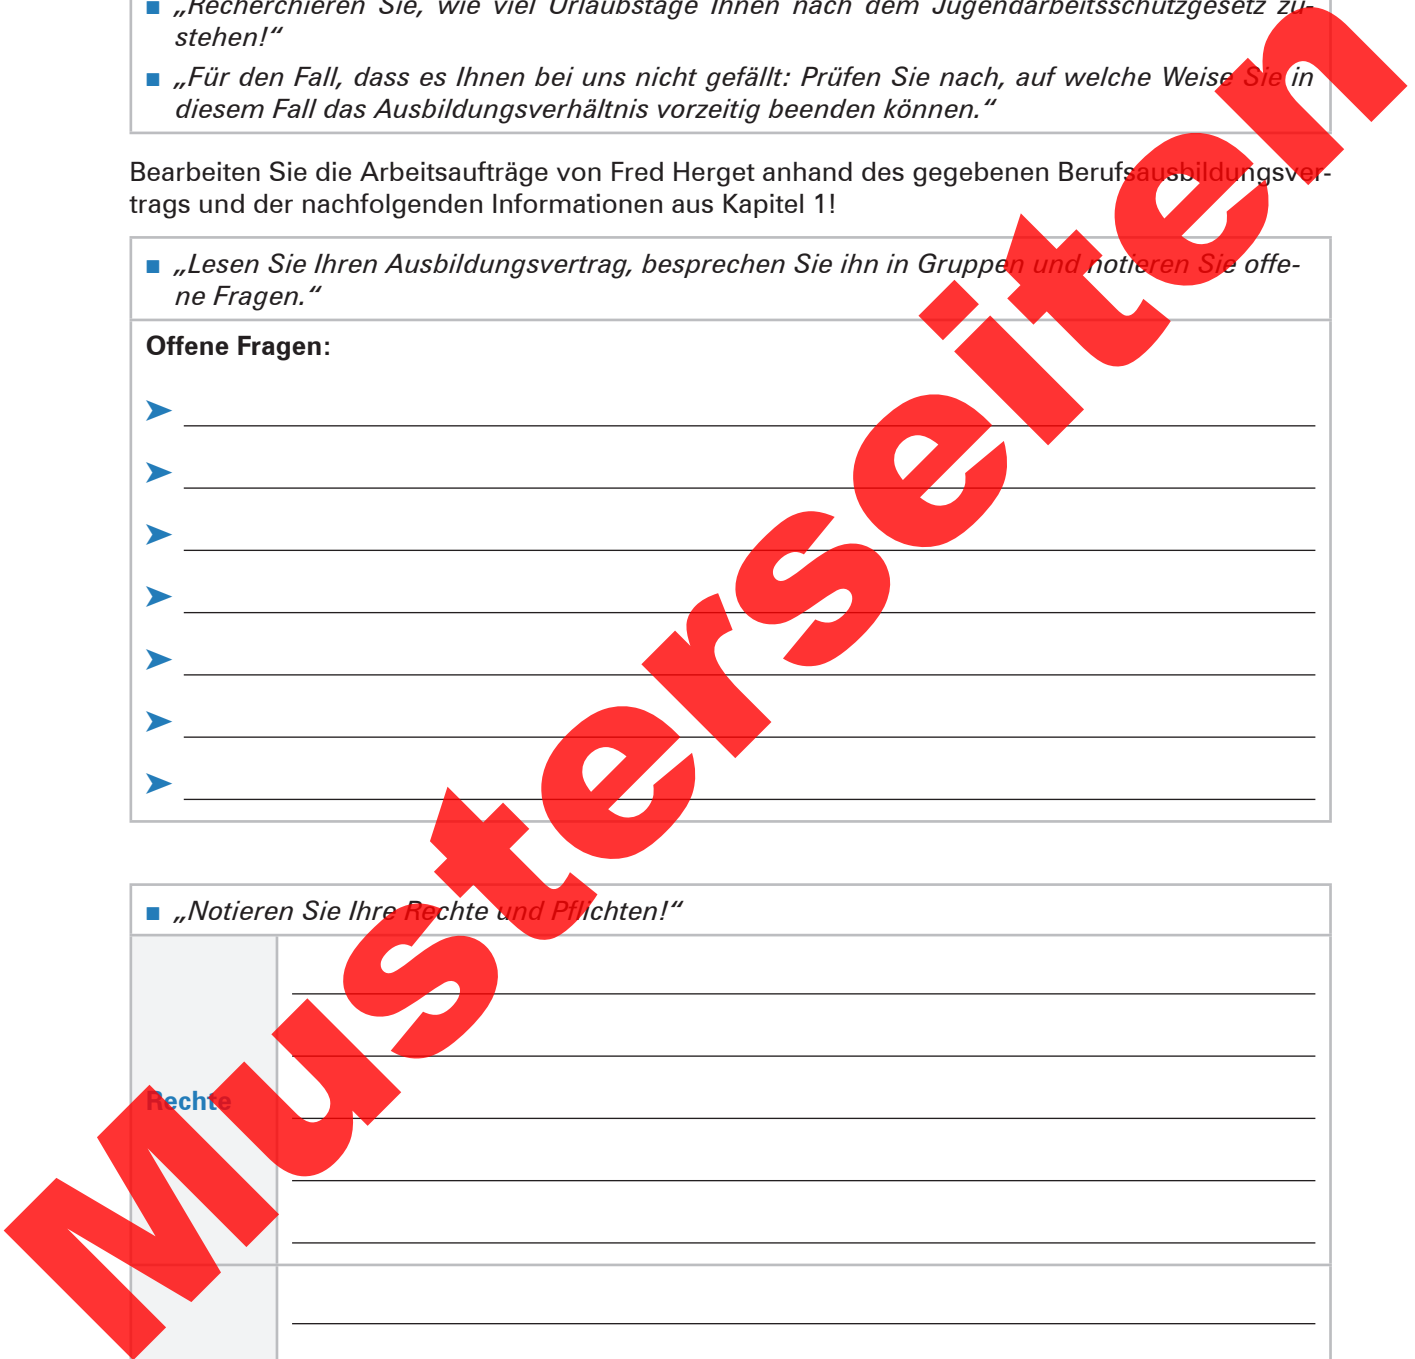 ■ „Recherchieren Sie, wie viel Urlaubstage Ihnen nach dem Jugendarbeitsschutzgesetz zu-
stehen!“
■ „Für den Fall, dass es Ihnen bei uns nicht gefällt: Prüfen Sie nach, auf welche Weise Sie in
diesem Fall das Ausbildungsverhältnis vorzeitig beenden können.“
Bearbeiten Sie die Arbeitsaufträge von Fred Herget anhand des gegebenen Berufsausbildungsver-
trags und der nachfolgenden Informationen aus Kapitel 1!
■ „Lesen Sie Ihren Ausbildungsvertrag, besprechen Sie ihn in Gruppen und notieren Sie offe-
ne Fragen.“
Offene Fragen:
■ „Notieren Sie Ihre Rechte und Pflichten!“
Rechte
Musterseiten